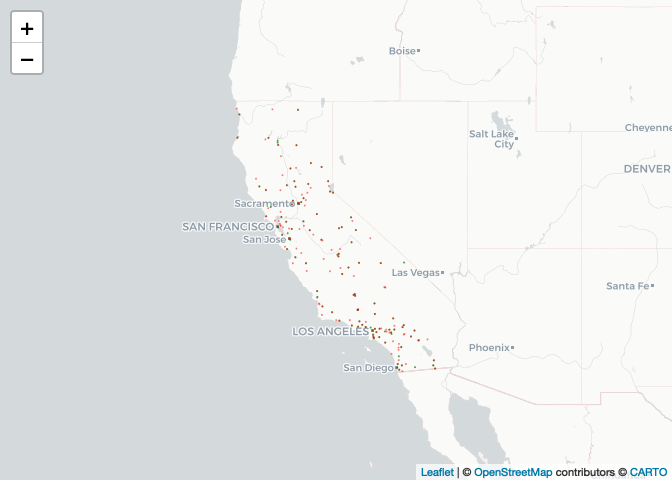 +
−
Boise
Salt Lake
City
Cheyenne
DENVER
Sacramento
SAN FRANCISCO
San Jose
Las Vegas
Santa Fe
LOS ANGELES
Phoenix
San Diego
Leaflet | © OpenStreetMap contributors © CARTO